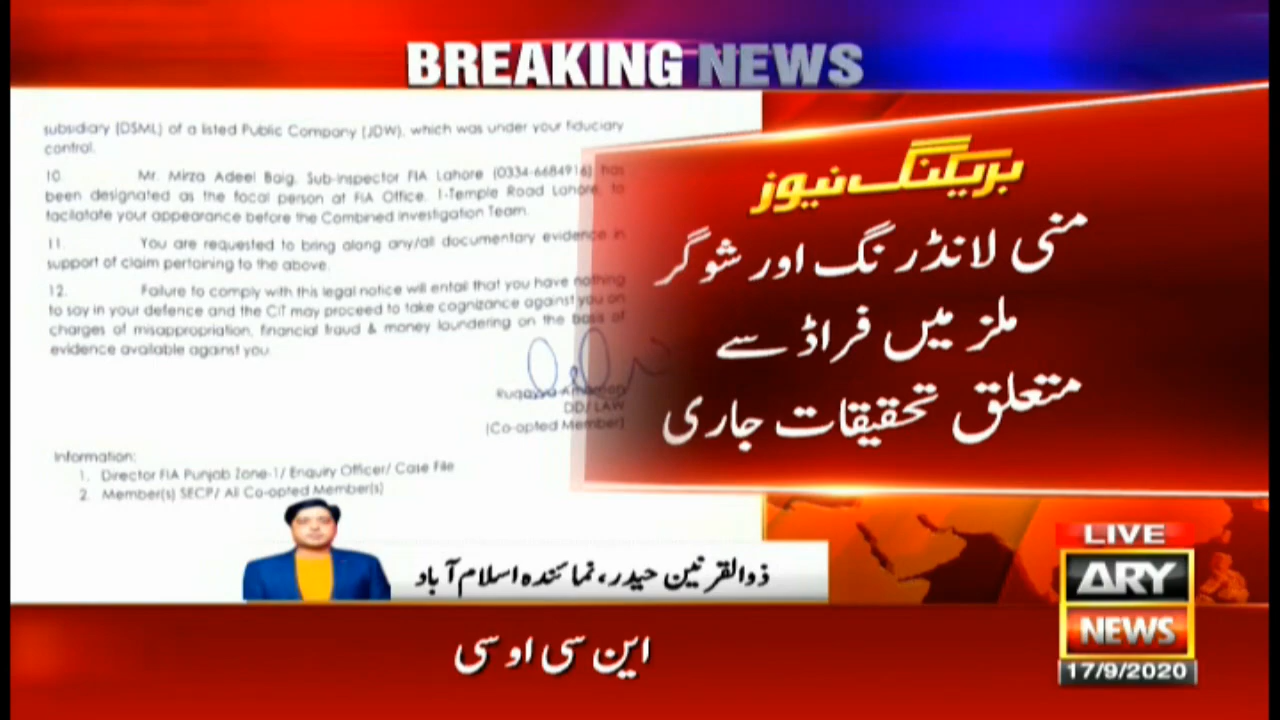 BREAKING NEWS
subsidiary (DSML) of a listed Public Company (JDW), which was under your fiduciary
control.
10. Mr. Mirza Adeel Baig, Sub-Inspector FIA Lahore (0334-6684916) has
been designated as the focal person at FIA Office, 1-Temple Road Lahore, to
facilitate your appearance before the Combined Investigation Team.
11. You are requested to bring along any/all documentary evidence in
support of claim pertaining to the above.
12. Failure to comply with this legal notice will entail that you have nothing
to say in your defence and the CIT may proceed to take cognizance against you on
charges of misappropriation, financial fraud & money laundering on the basis of
evidence available against you
DD/ LAW
(Co-opted Member)
Information:
1. Director FIA Punjab Zone-1/ Enquiry Officer/ Case File
2. Member(s) SECP/ All Co-opted Member(s)
بریکنگ نیوز
منی لانڈرنگ اور شوگر
ملز میں فراڈ سے
متعلق تحقیقات جاری
ذوالقرنین حیدر، نمائندہ اسلام آباد
این سی او سی
LIVE
ARY
NEWS
17/9/2020